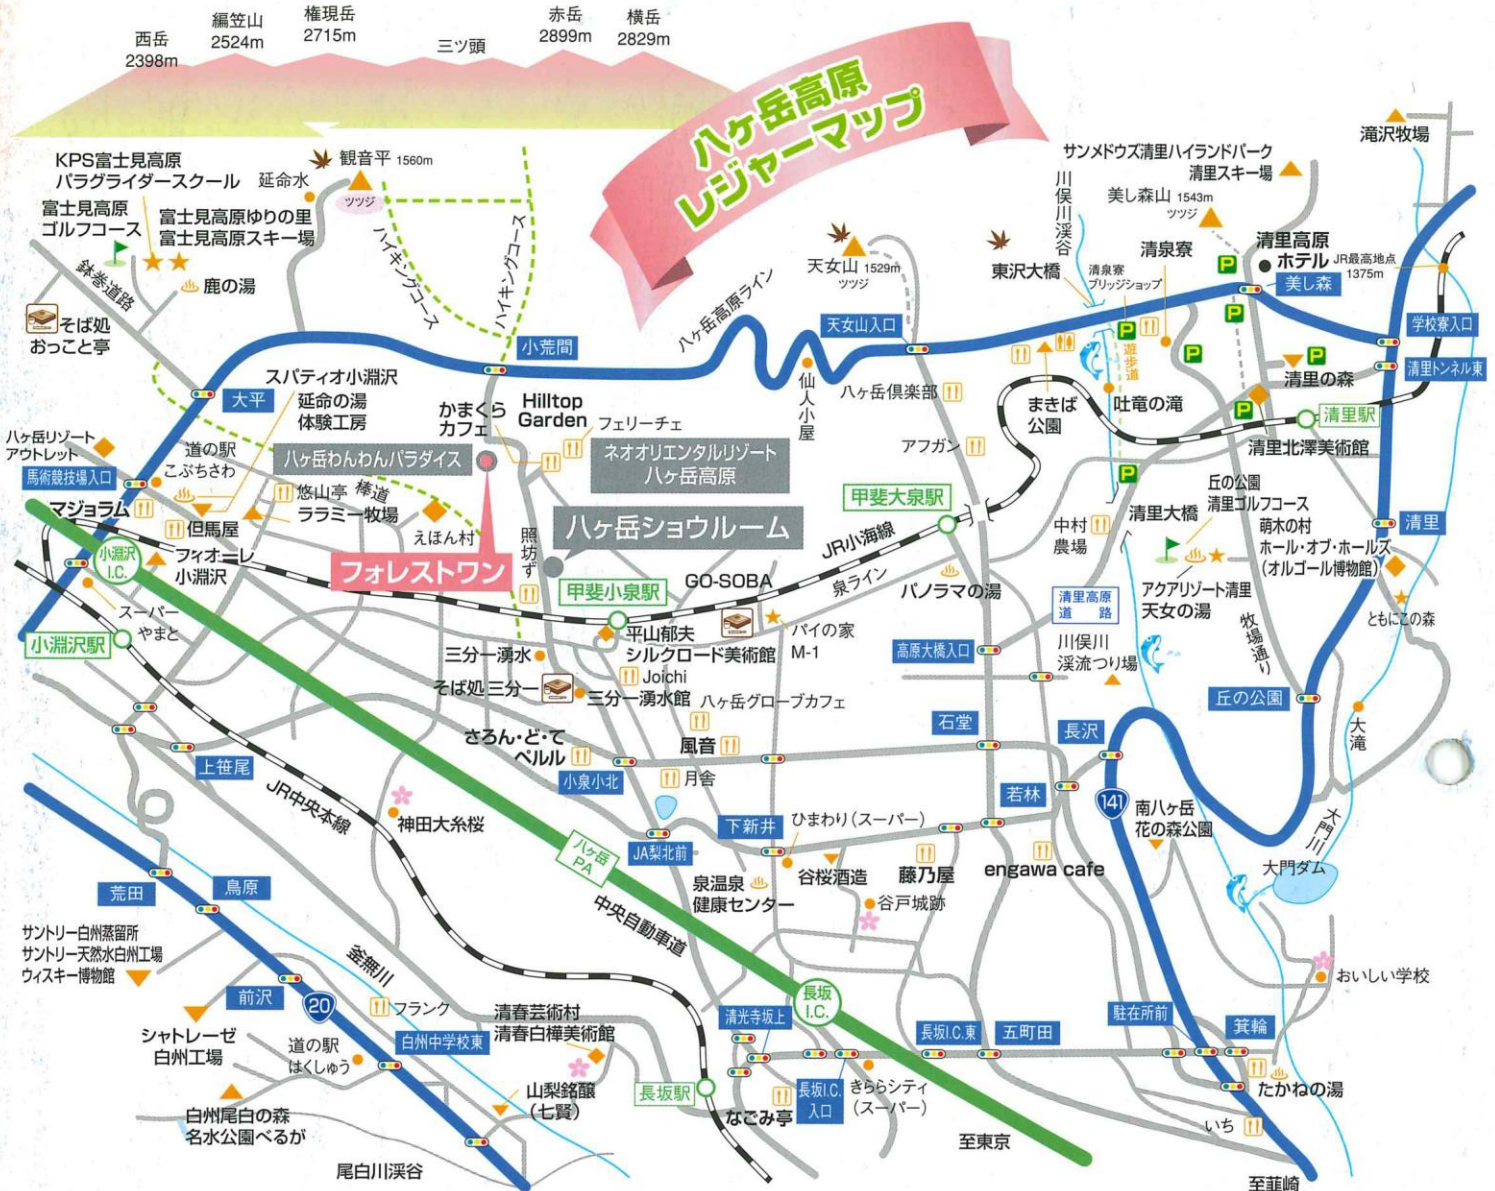 西岳
2398m
編笠山
2524m
権現岳
2715m
三ツ頭
赤岳
2899m
横岳
2829m
八ヶ岳高原
レジャーマップ
KPS富士見高原
パラグライダースクール
延命水
観音平 1560m
ツツジ
富士見高原
ゴルフコース
富士見高原ゆりの里
富士見高原スキー場
鉢巻道路
鹿の湯
そば処
おっこと亭
ハイキングコース
ハイキングコース
八ヶ岳高原ライン
天女山 1529m
ツツジ
天女山入口
東沢大橋
川俣川渓谷
サンメドウズ清里ハイランドパーク
清里スキー場
美し森山 1543m
ツツジ
清泉寮
清泉寮
ブリッジショップ
清里高原
ホテル
JR最高地点
1375m
美し森
滝沢牧場
学校寮入口
清里トンネル東
P
P
P
P
P
P
P
遊歩道
小荒間
大平
スパティオ小淵沢
延命の湯
体験工房
かまくら
カフェ
Hilltop
Garden
フェリーチェ
仙人小屋
八ヶ岳倶楽部
アフガン
まきば
公園
吐竜の滝
清里の森
清里駅
清里北澤美術館
八ヶ岳リゾート
アウトレット
道の駅
こぶちさわ
馬術競技場入口
八ヶ岳わんわんパラダイス
ネオオリエンタルリゾート
八ヶ岳高原
マジョラム
但馬屋
悠山亭
棒道
ララミー牧場
えほん村
照坊ず
八ヶ岳ショウルーム
フォレストワン
フィオーレ
小淵沢
小淵沢
I.C.
スーパー
やまと
小淵沢駅
甲斐小泉駅
GO-SOBA
JR小海線
泉ライン
甲斐大泉駅
パノラマの湯
中村
農場
清里大橋
丘の公園
清里ゴルフコース
萌木の村
ホール・オブ・ホールズ
(オルゴール博物館)
アクアリゾート清里
天女の湯
清里
清里高原
道路
川俣川
渓流つり場
牧場通り
ともにこの森
平山郁夫
シルクロード美術館
パイの家
M-1
高原大橋入口
三分一湧水
Joichi
そば処 三分一
三分一湧水館
八ヶ岳グローブカフェ
石堂
長沢
丘の公園
大滝
さろん・ど・て
ペルル
風音
小泉小北
月舎
上笹尾
JR中央本線
神田大糸桜
八ヶ岳
PA
JA梨北前
下新井
ひまわり(スーパー)
若林
141
南八ヶ岳
花の森公園
大門川
大門ダム
荒田
鳥原
泉温泉
健康センター
谷桜酒造
藤乃屋
engawa cafe
谷戸城跡
中央自動車道
サントリー白州蒸留所
サントリー天然水白州工場
ウィスキー博物館
釜無川
前沢
20
フランク
白州中学校東
清春芸術村
清春白樺美術館
清光寺坂上
長坂
I.C.
長坂I.C.東
五町田
駐在所前
箕輪
おいしい学校
シャトレーゼ
白州工場
道の駅
はくしゅう
山梨銘醸
(七賢)
長坂駅
なごみ亭
長坂I.C.
入口
きららシティ
(スーパー)
たかねの湯
いち
白州尾白の森
名水公園べるが
尾白川渓谷
至東京
至韮崎